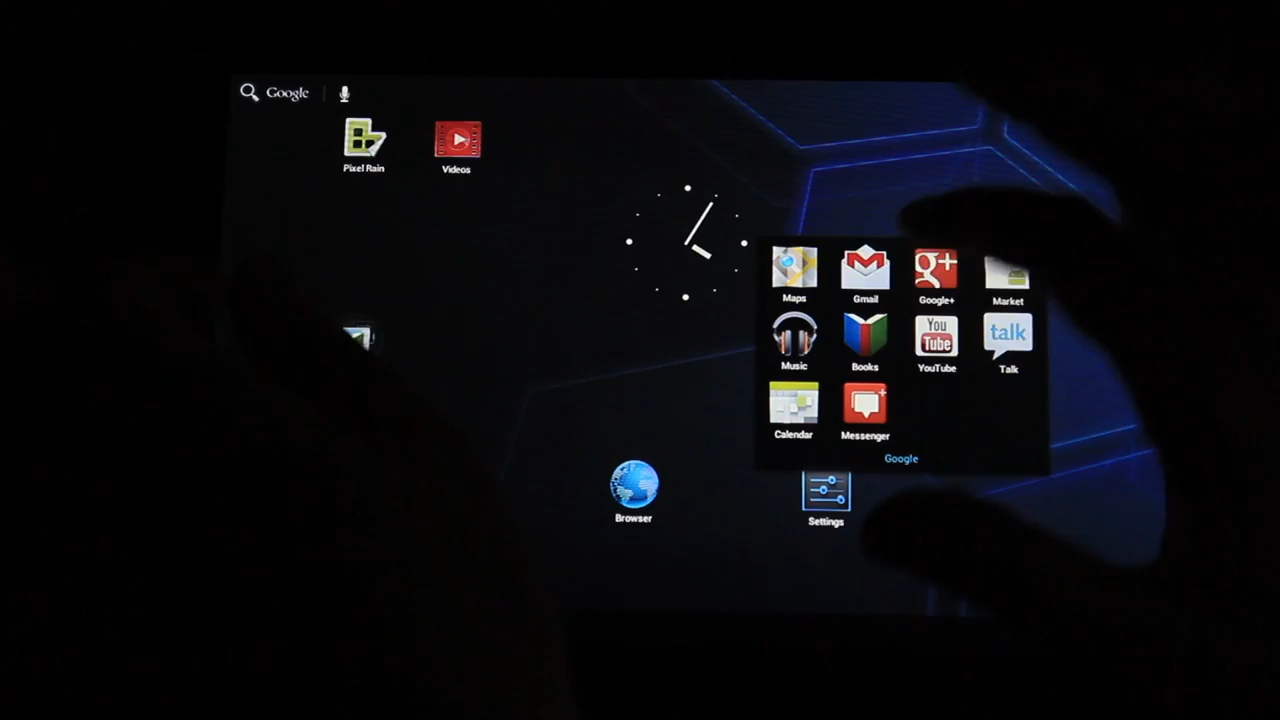 Google
Pixel Rain
Videos
Maps
Gmail
Google+
Market
g+
Music
Books
You
Tube
YouTube
talk
Talk
Calendar
Messenger
Google
Browser
Settings